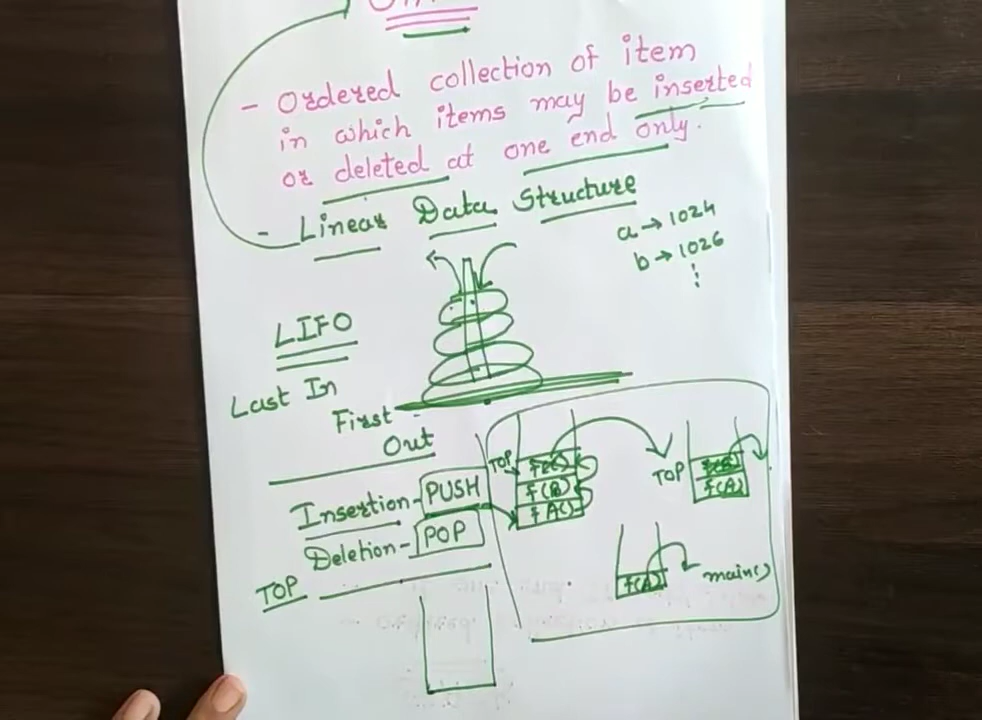 - Ordered collection of item
in which items may be inserted
or deleted at one end only.
- Linear Data Structure
a → 1024
b → 1026
⋮
LIFO
Last In
First
Out
Insertion - PUSH
Deletion - POP
TOP
TOP
f(B)
f A()
TOP
f(A)
f(A)
main()